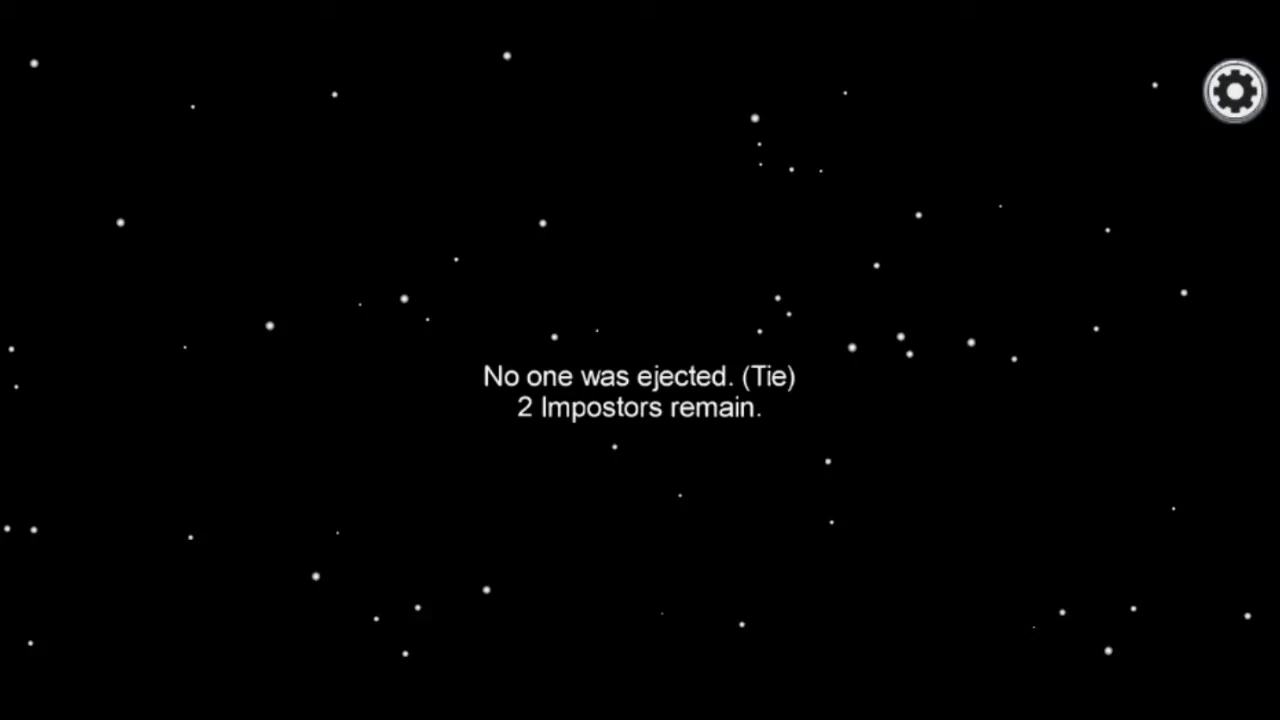 No one was ejected. (Tie)
2 Impostors remain.